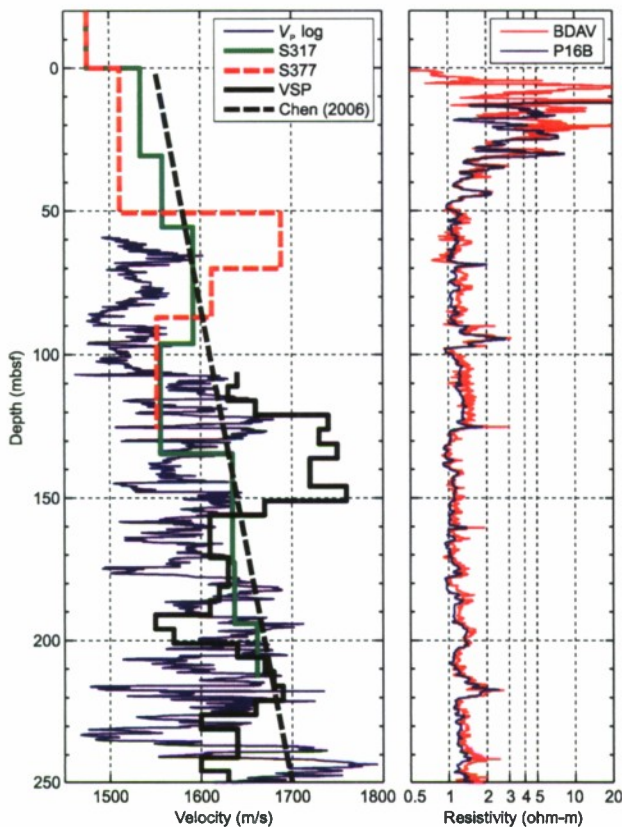 Vₚ log
S317
S377
VSP
Chen (2006)
BDAV
P16B
0
50
100
150
200
250
Depth (mbsf)
1500
1600
1700
1800
Velocity (m/s)
0.5
1
2
3
4
5
10
20
Resistivity (ohm-m)